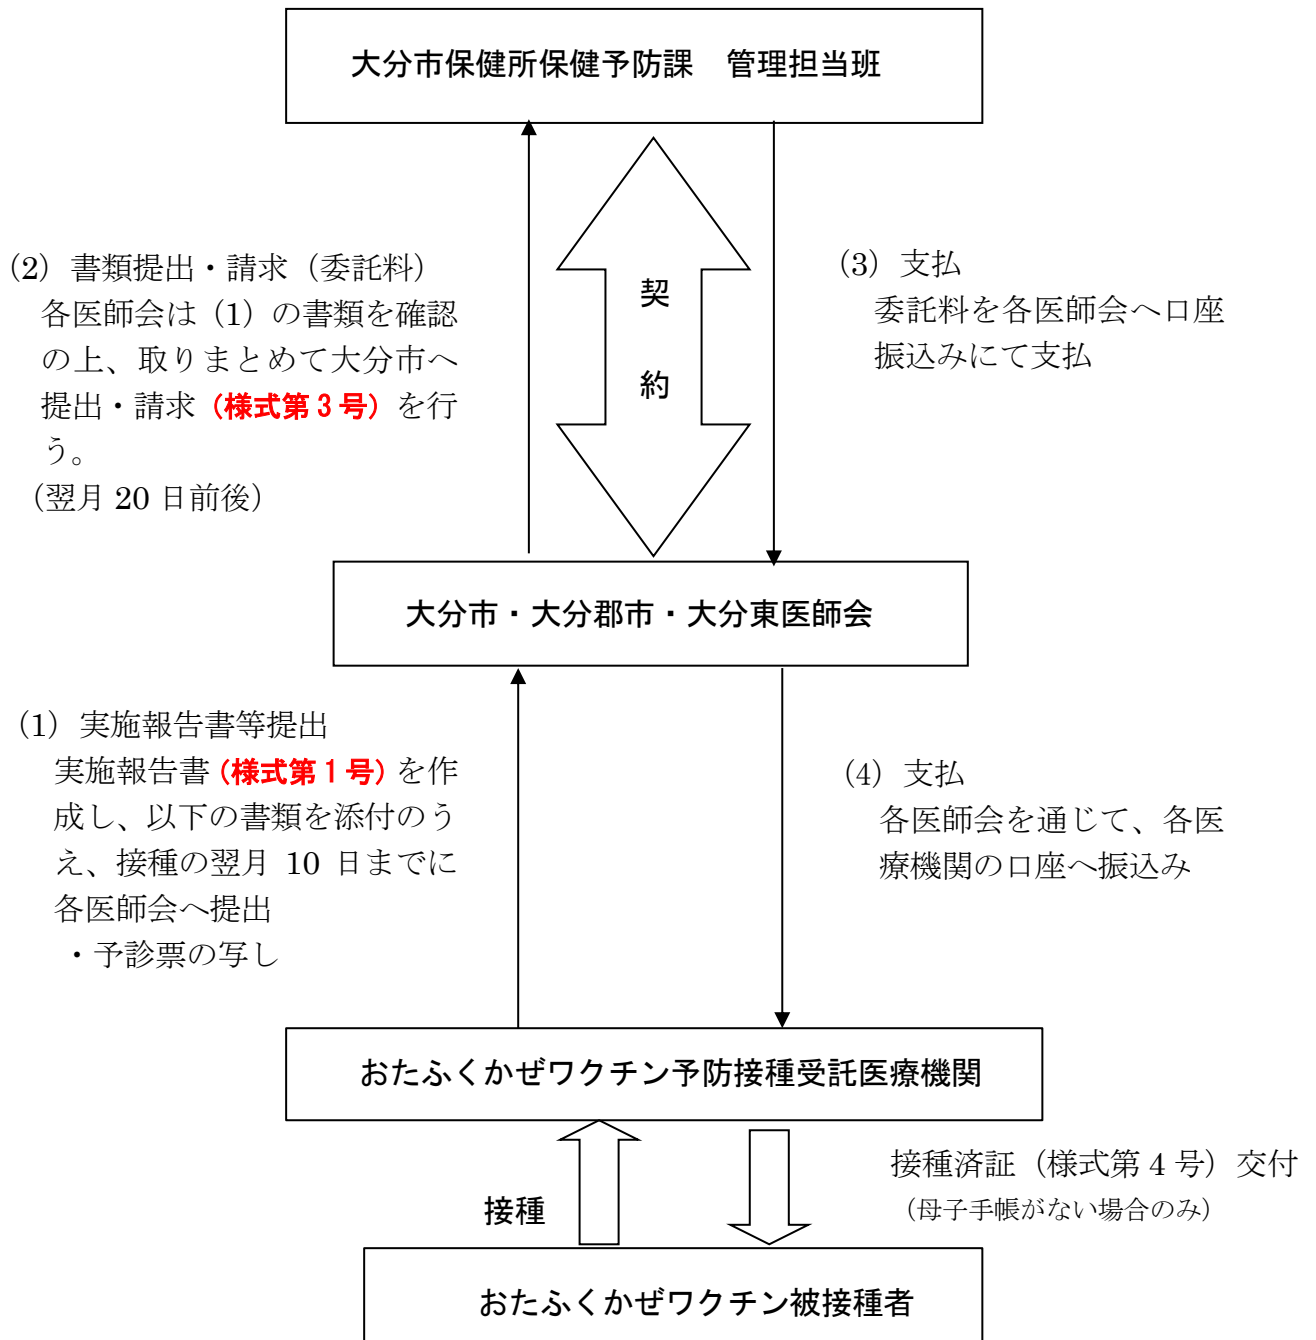 大分市保健所保健予防課　管理担当班
(2) 書類提出・請求（委託料）
各医師会は (1) の書類を確認
の上、取りまとめて大分市へ
提出・請求（様式第３号）を行
う。
（翌月 20 日前後）
契
約
(3) 支払
委託料を各医師会へ口座
振込みにて支払
大分市・大分郡市・大分東医師会
(1) 実施報告書等提出
実施報告書（様式第１号）を作
成し、以下の書類を添付のう
え、接種の翌月 10 日までに
各医師会へ提出
・予診票の写し
(4) 支払
各医師会を通じて、各医
療機関の口座へ振込み
おたふくかぜワクチン予防接種受託医療機関
接種
接種済証（様式第 4 号）交付
（母子手帳がない場合のみ）
おたふくかぜワクチン被接種者